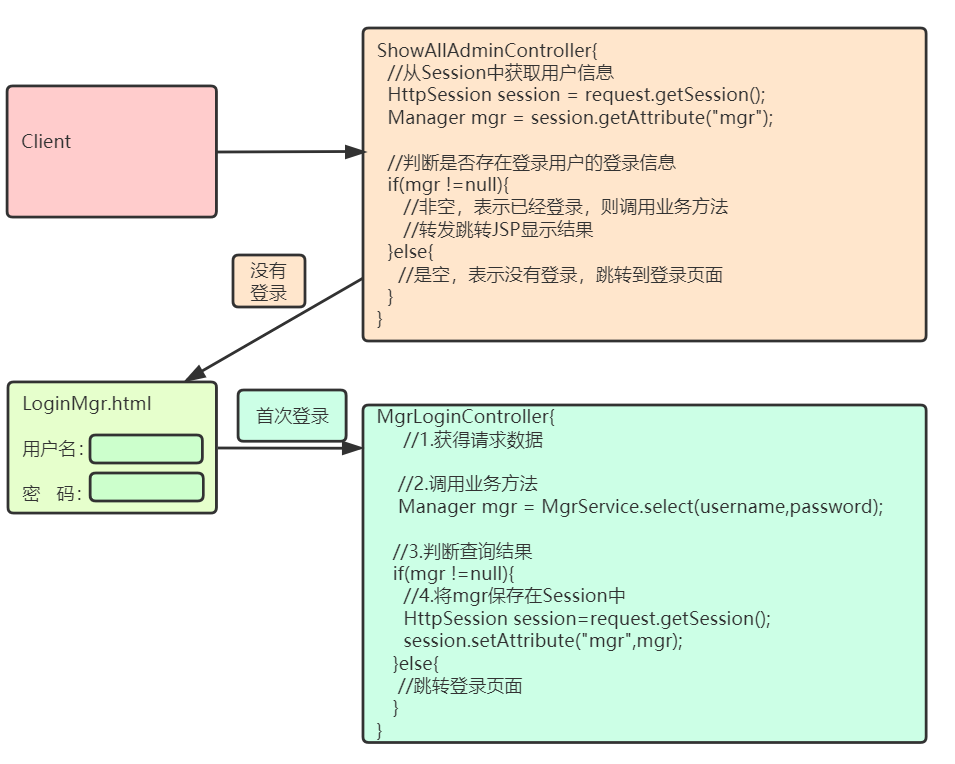 Client
ShowAllAdminController{
//从Session中获取用户信息
HttpSession session = request.getSession();
Manager mgr = session.getAttribute("mgr");
//判断是否存在登录用户的登录信息
if(mgr !=null){
//非空，表示已经登录，则调用业务方法
//转发跳转JSP显示结果
}else{
//是空，表示没有登录，跳转到登录页面
}
}
没有
登录
LoginMgr.html
用户名：
密 码：
首次登录
MgrLoginController{
//1.获得请求数据
//2.调用业务方法
Manager mgr = MgrService.select(username,password);
//3.判断查询结果
if(mgr !=null){
//4.将mgr保存在Session中
HttpSession session=request.getSession();
session.setAttribute("mgr",mgr);
}else{
//跳转登录页面
}
}